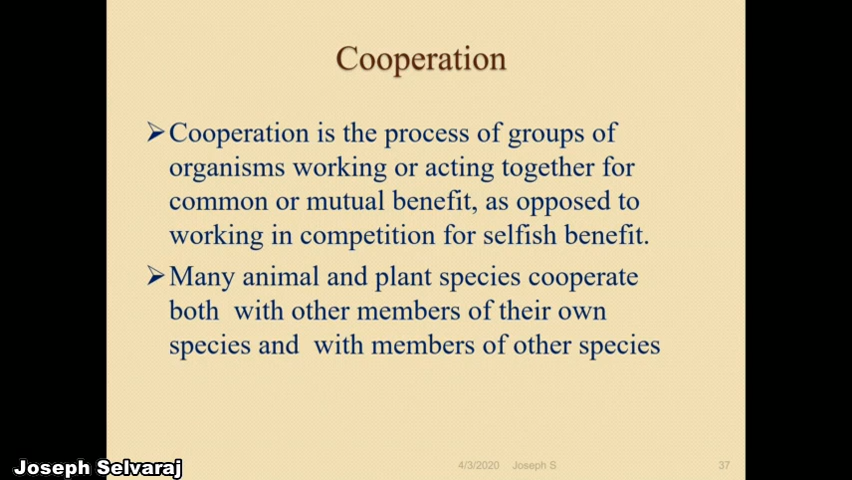 Cooperation
➢Cooperation is the process of groups of
organisms working or acting together for
common or mutual benefit, as opposed to
working in competition for selfish benefit.
➢Many animal and plant species cooperate
both  with other members of their own
species and  with members of other species
4/3/2020 Joseph S 37
Joseph Selvaraj